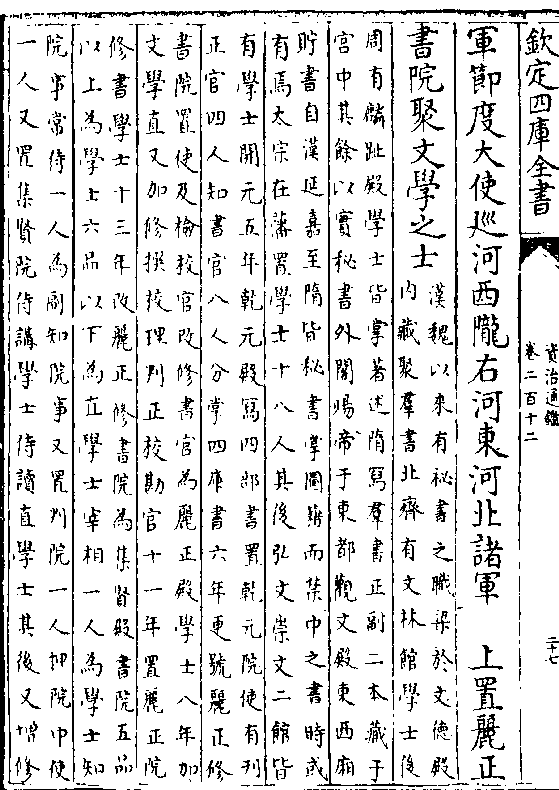 欽定四庫全書
資治通鑑
卷二百十二
二十七
軍節度大使廵河西隴右河東河北諸軍　上置麗正
書院聚文學之士
漢魏以來有祕書之職梁於文德殿
内藏聚羣書北齊有文林館學士後
周有麟趾殿學士皆掌著述隋寫羣書正副二本藏于
宫中其餘以實秘書外閣煬帝于東都觀文殿東西廂
貯書自漢延嘉至隋皆秘書掌圖籍而禁中之書時或
有焉太宗在藩置學士十八人其後弘文崇文二館皆
有學士開元五年乾元殿寫四部書置乾元院使有刋
正官四人知書官八人分掌四庫書六年更號麗正修
書院置使及檢校官改修書官為麗正殿學士八年加
文學直又加修撰校理刋正校勘官十一年置麗正院
修書學士十三年改麗正修書院為集賢殿書院五品
以上為學士六品以下為直學士宰相一人為學士知
院事常侍一人為副知院事又置判院一人押院中使
一人又置集賢院侍講學士侍讀直學士其後又增修